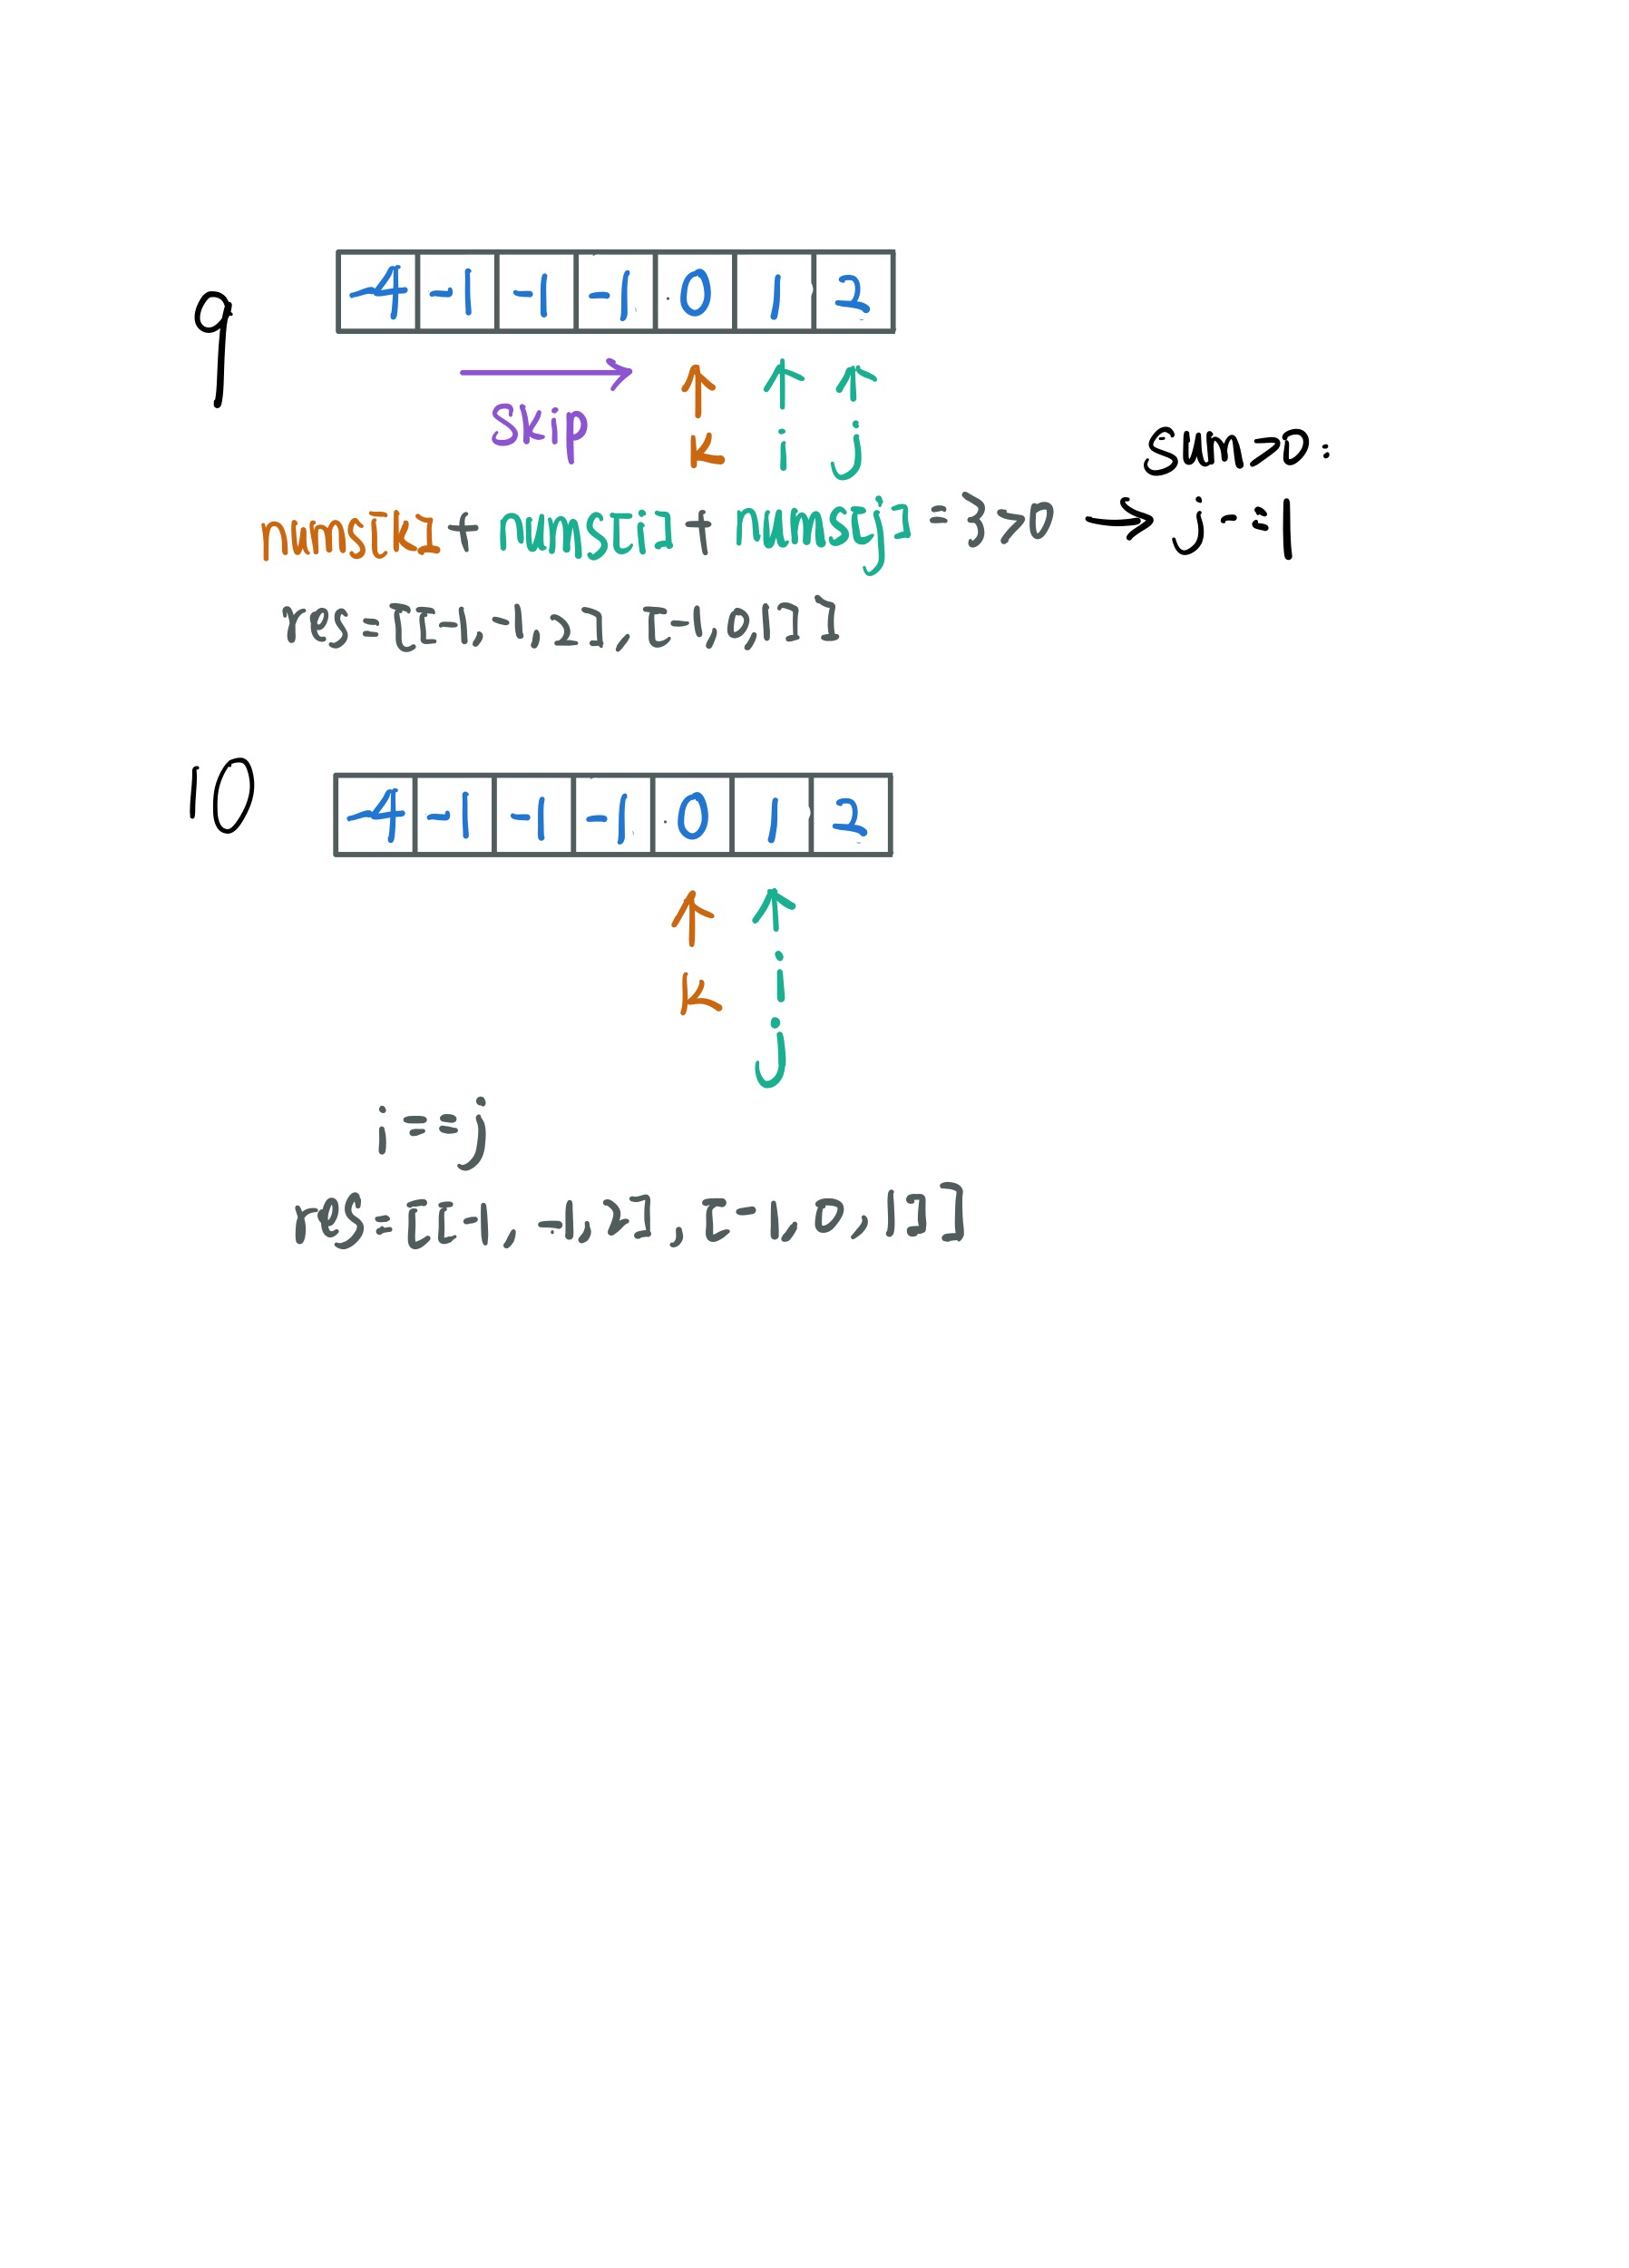 9
-4 -1 -1 -1 0 1 2
skip
k i j
sum>0:
nums[k] + nums[i] + nums[j] = 3 > 0 → j -=1
res=[[-1,-1,2],[-1,0,1]]
10
-4 -1 -1 -1 0 1 2
k i
j
i==j
res=[[-1,-1,2],[-1,0,1]]